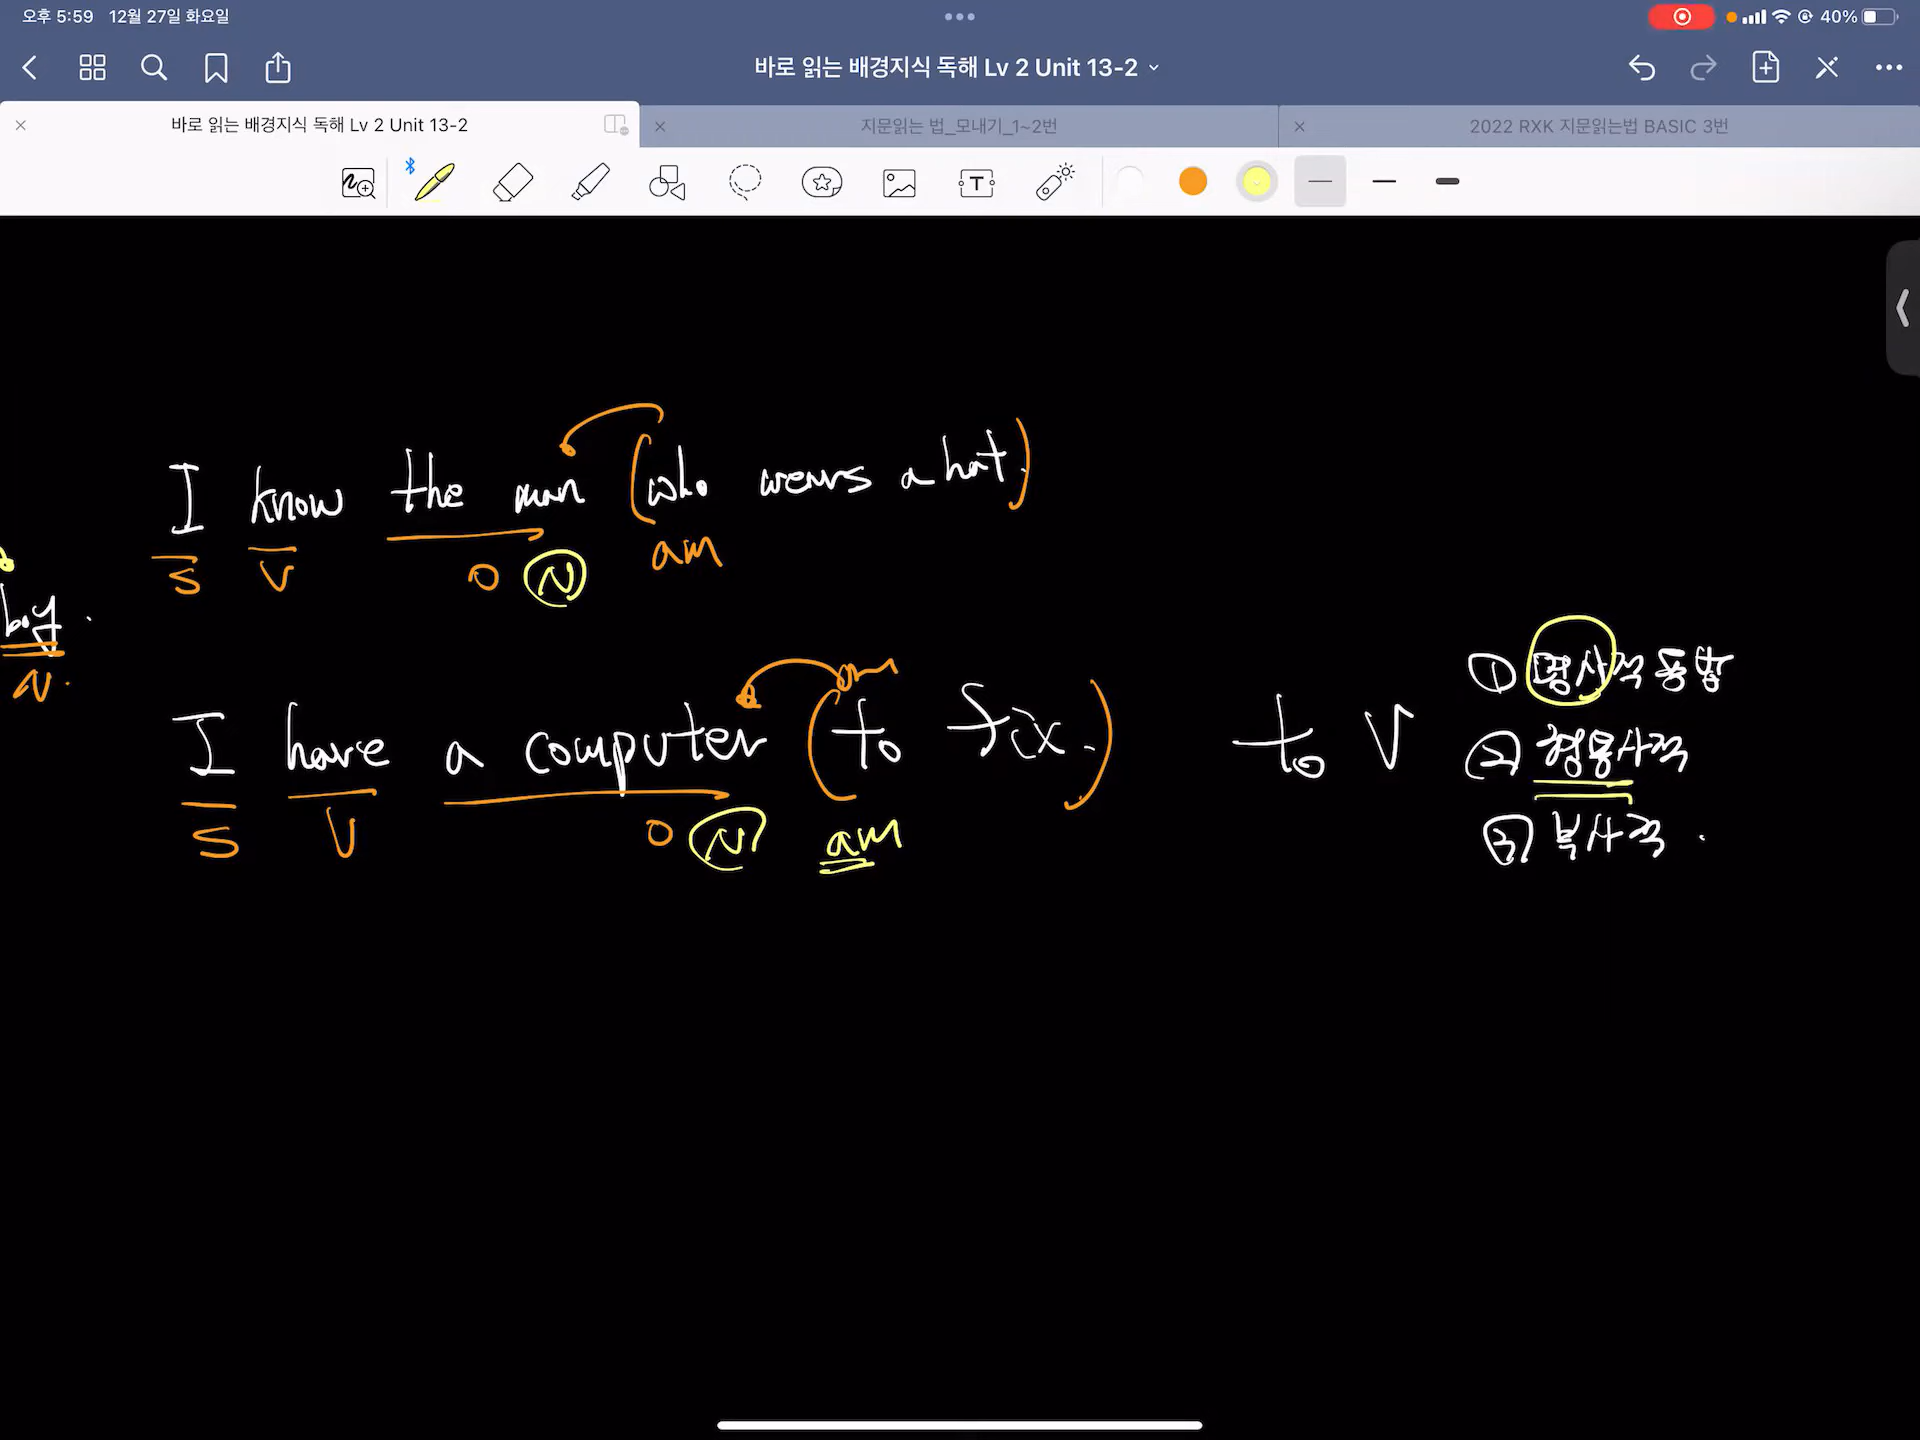 오후 5:59 12월 27일 화요일
40%
바로 읽는 배경지식 독해 Lv 2 Unit 13-2
바로 읽는 배경지식 독해 Lv 2 Unit 13-2
지문읽는 법_모내기_1~2번
2022 RXK 지문읽는법 BASIC 3번
I know the man (who wears a hat.)
S V O N am
boy.
N.
I have a computer (to fix.)
S V O N am
to V
① 명사적 용법
② 형용사적
③ 부사적.